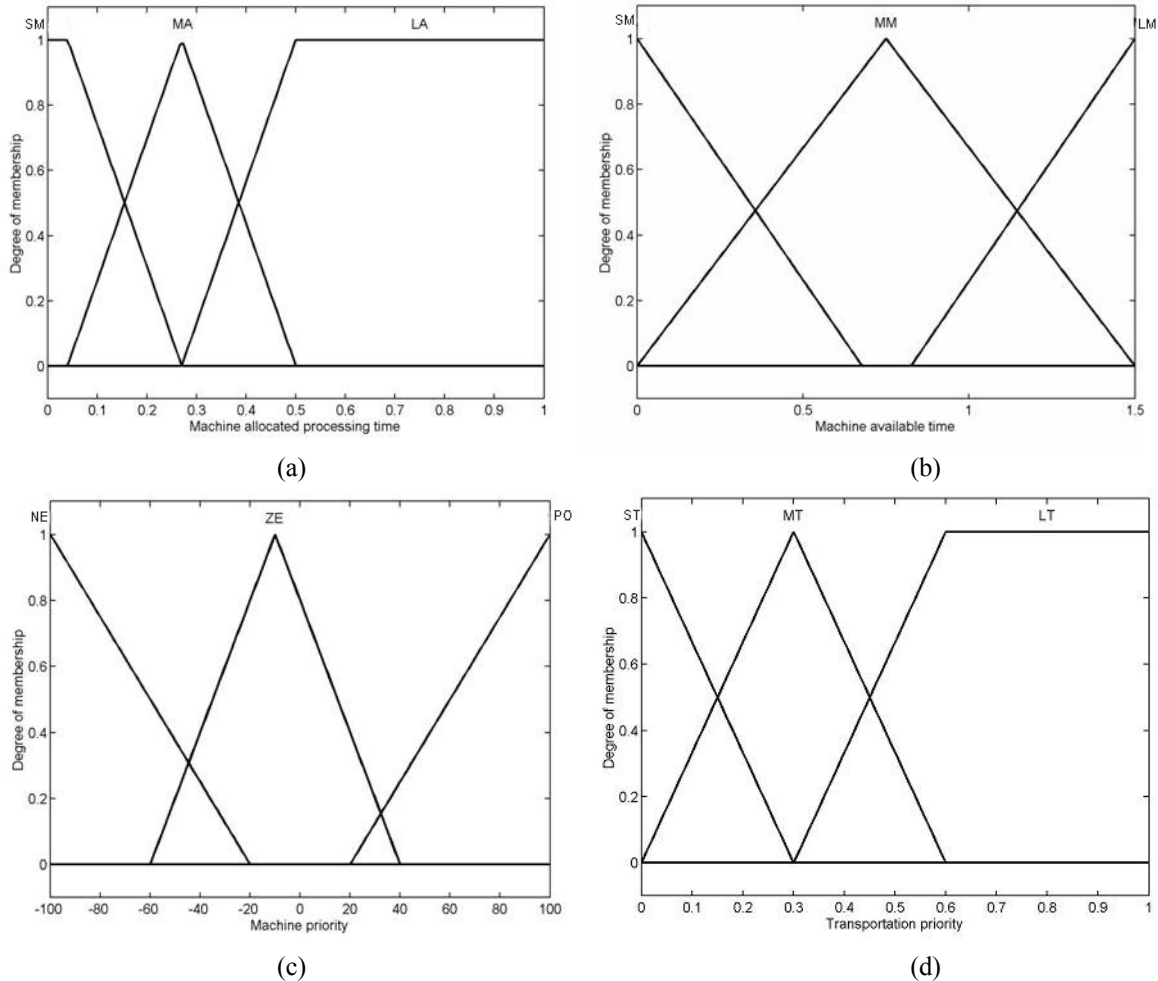 SM MA LA
1
0.8
0.6
0.4
0.2
0
Degree of membership
0 0.1 0.2 0.3 0.4 0.5 0.6 0.7 0.8 0.9 1
Machine allocated processing time
(a)
SM MM LM
1
0.8
0.6
0.4
0.2
0
Degree of membership
0 0.5 1 1.5
Machine available time
(b)
NE ZE PO
1
0.8
0.6
0.4
0.2
0
Degree of membership
-100 -80 -60 -40 -20 0 20 40 60 80 100
Machine priority
(c)
ST MT LT
1
0.8
0.6
0.4
0.2
0
Degree of membership
0 0.1 0.2 0.3 0.4 0.5 0.6 0.7 0.8 0.9 1
Transportation priority
(d)